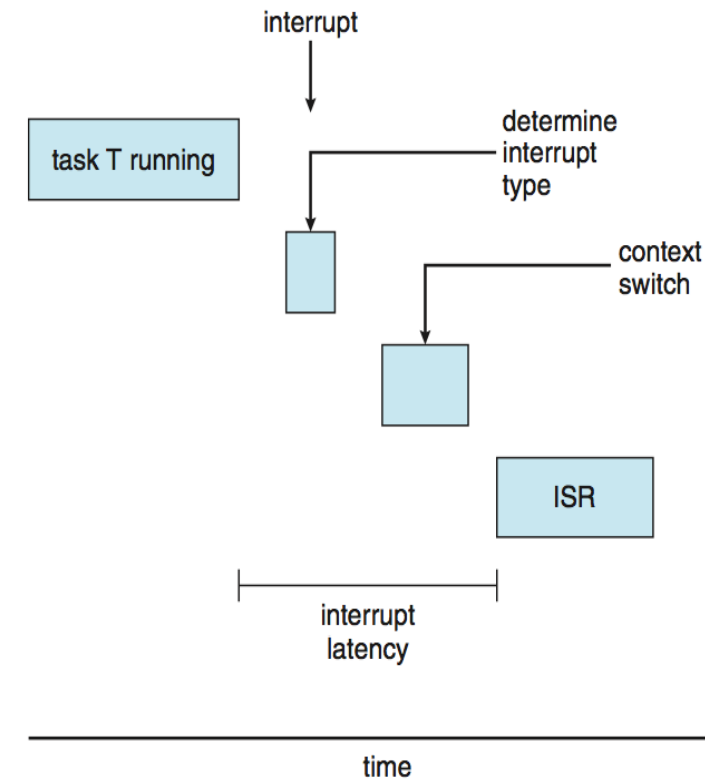 interrupt
task T running
determine
interrupt
type
context
switch
ISR
interrupt
latency
time